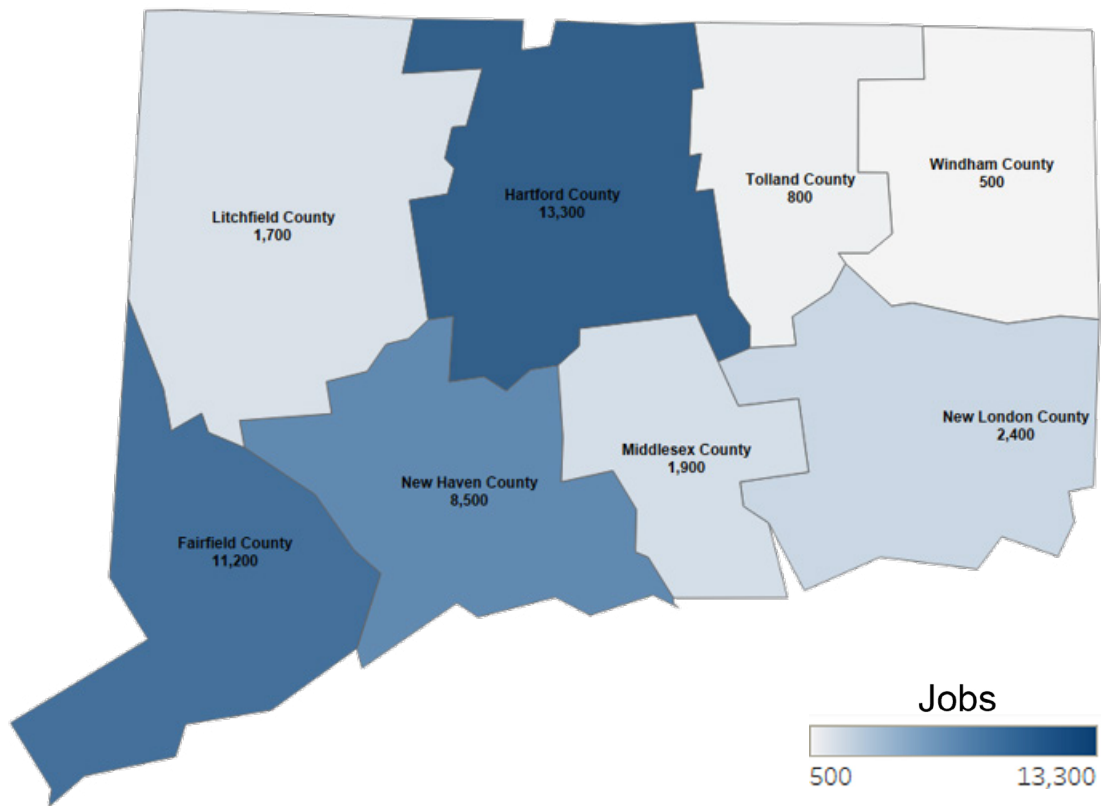 Windham County
500
Tolland County
800
Hartford County
13,300
Litchfield County
1,700
New London County
2,400
Middlesex County
1,900
New Haven County
8,500
Fairfield County
11,200
Jobs
500 13,300